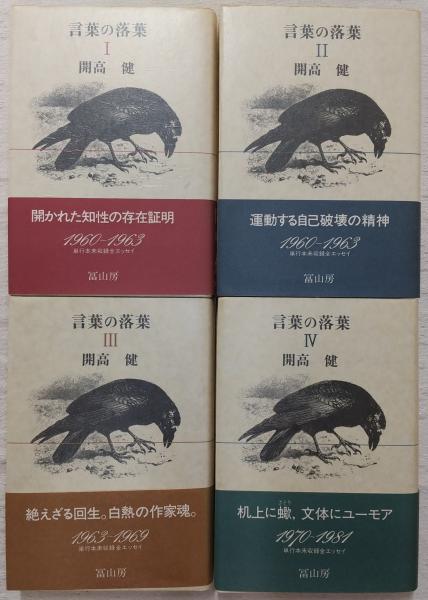 言葉の落葉
I
開高 健
開かれた知性の存在証明
1960-1963
単行本未収録全エッセイ
冨山房
言葉の落葉
II
開高 健
運動する自己破壊の精神
1960-1963
単行本未収録全エッセイ
冨山房
言葉の落葉
III
開高 健
絶えざる回生。白熱の作家魂。
1963-1969
単行本未収録全エッセイ
冨山房
言葉の落葉
IV
開高 健
机上に蠍,文体にユーモア
1970-1981
単行本未収録全エッセイ
冨山房